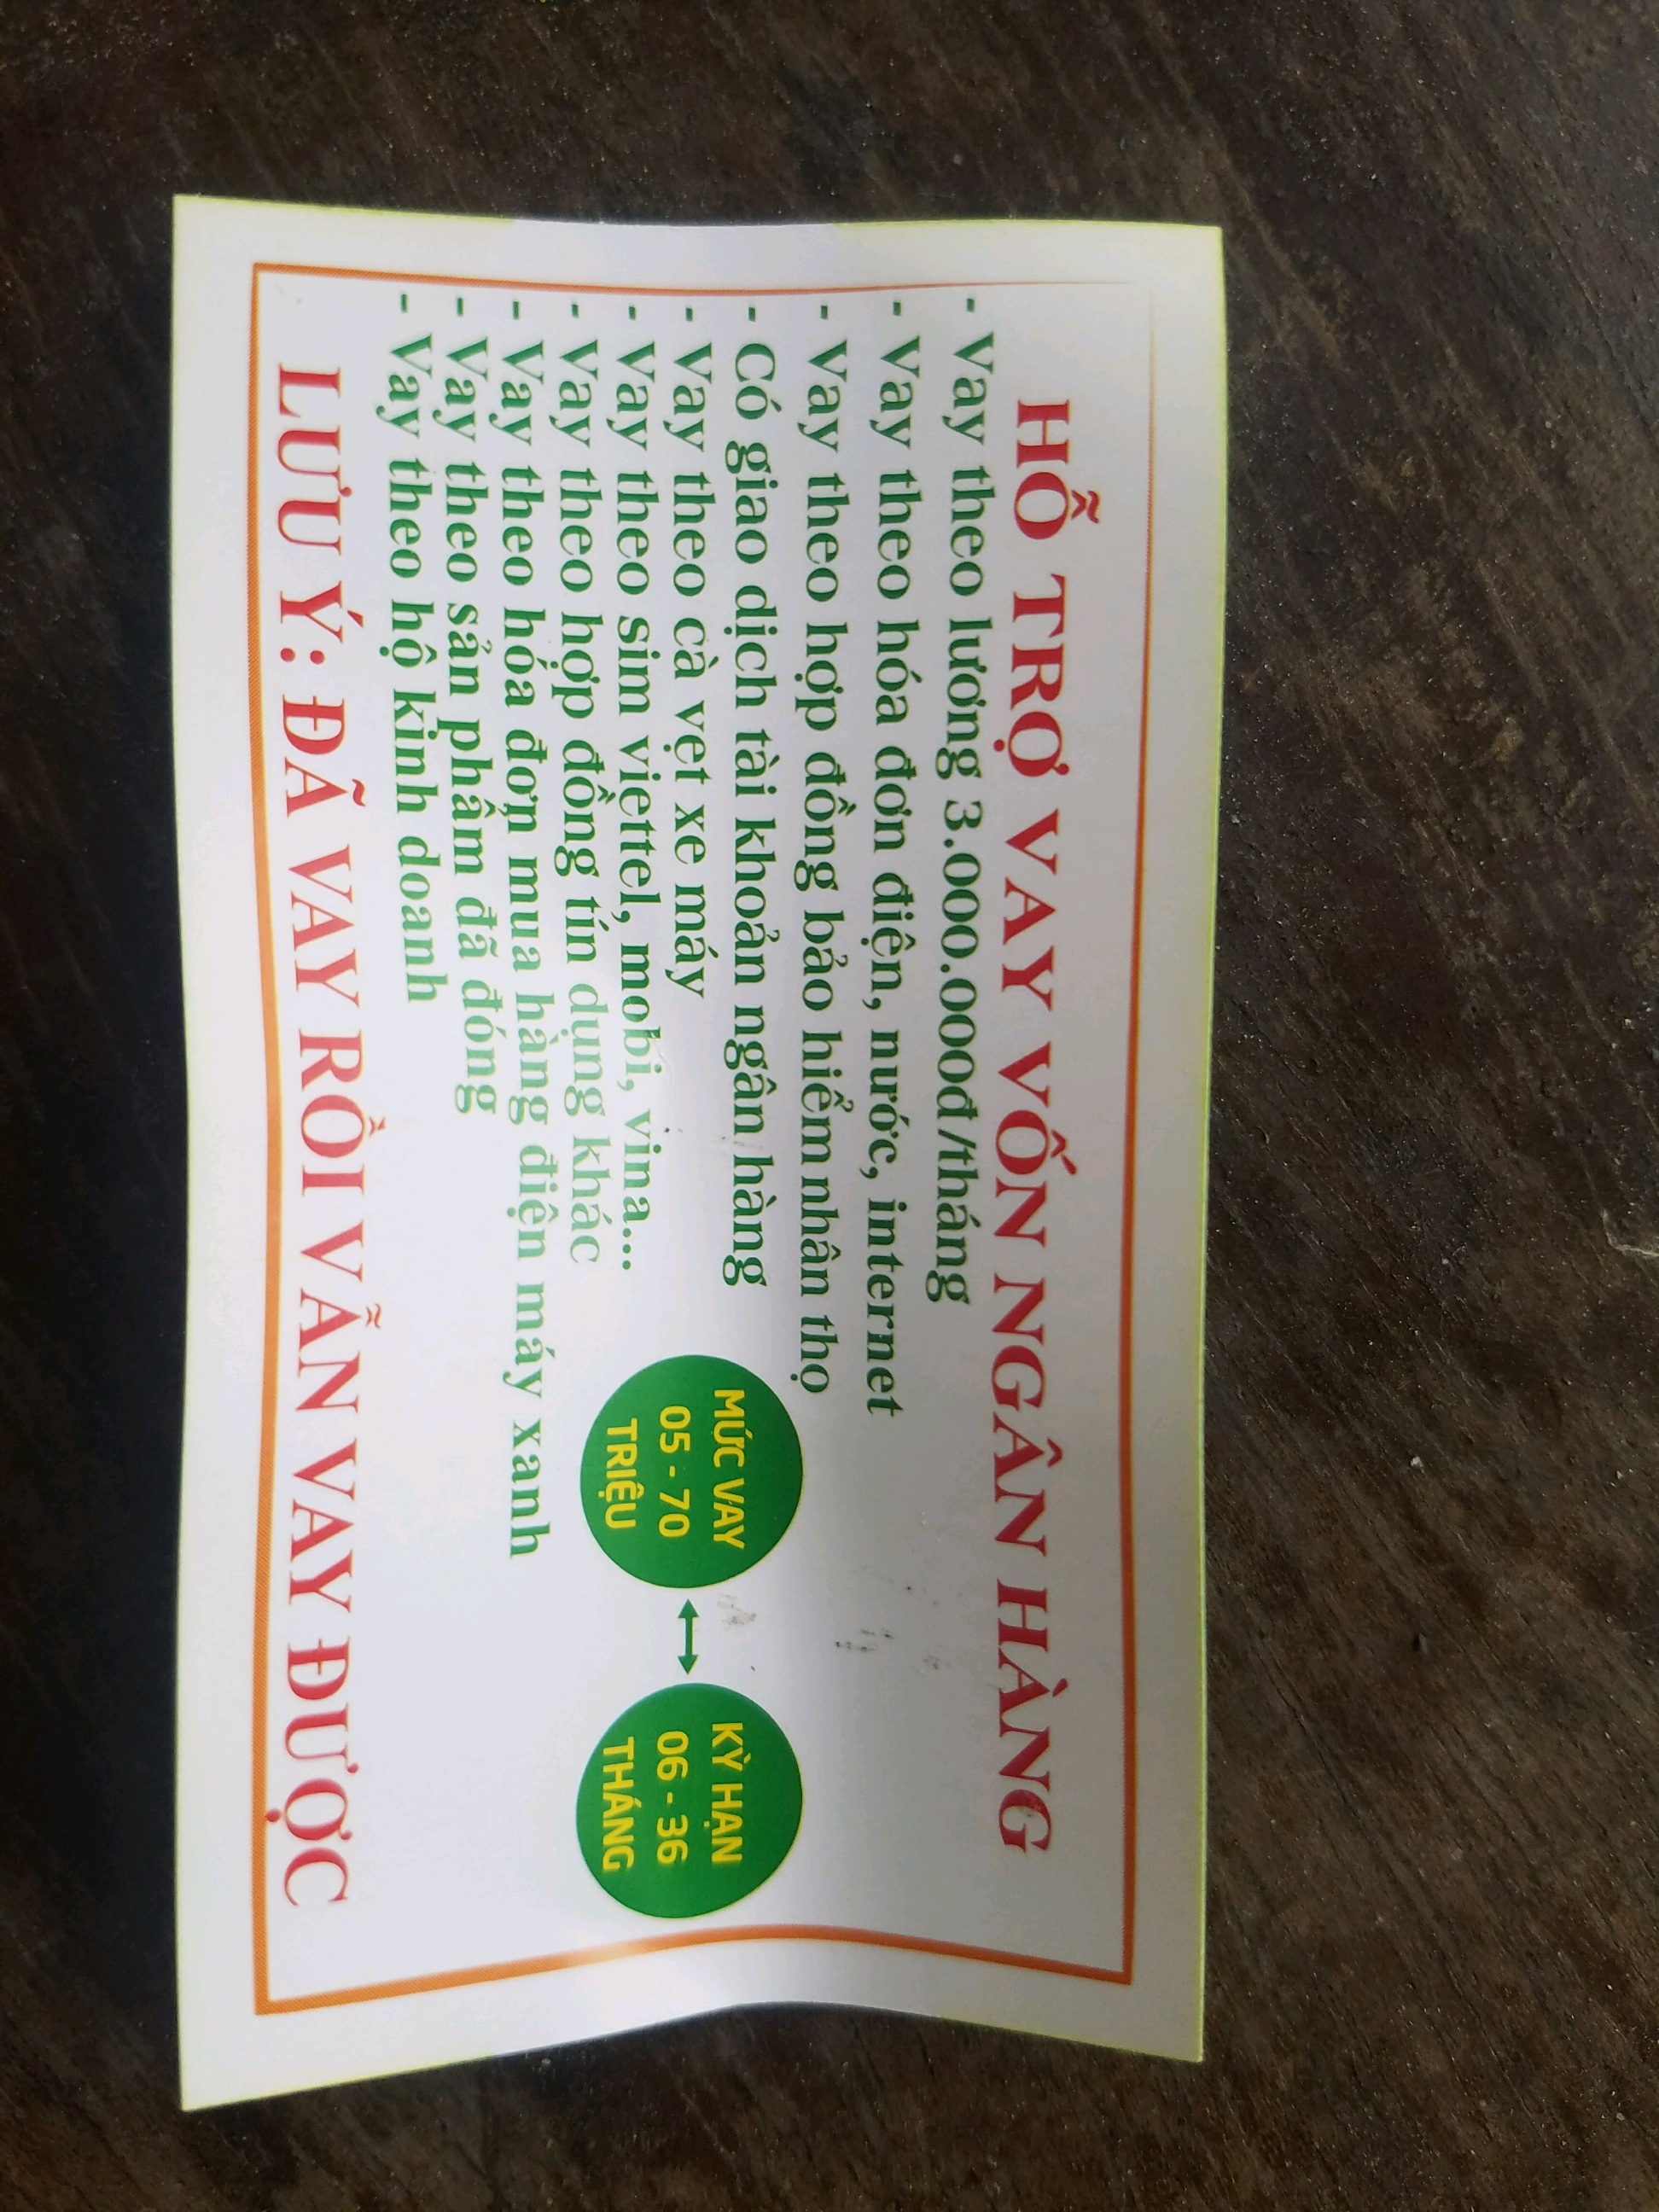 HỖ TRỢ VAY VỐN NGÂN HÀNG
- Vay theo lương 3.000.000đ/tháng
- Vay theo hóa đơn điện, nước, internet
- Vay theo hợp đồng bảo hiểm nhân thọ
- Có giao dịch tài khoản ngân hàng
- Vay theo cà vẹt xe máy
- Vay theo sim viettel, mobi, vina...
- Vay theo hợp đồng tín dụng khác
- Vay theo hóa đơn mua hàng điện máy xanh
- Vay theo sản phẩm đã đóng
- Vay theo hộ kinh doanh
MỨC VAY
05 - 70
TRIỆU
KỲ HẠN
06 - 36
THÁNG
LƯU Ý: ĐÃ VAY RỒI VẪN VAY ĐƯỢC